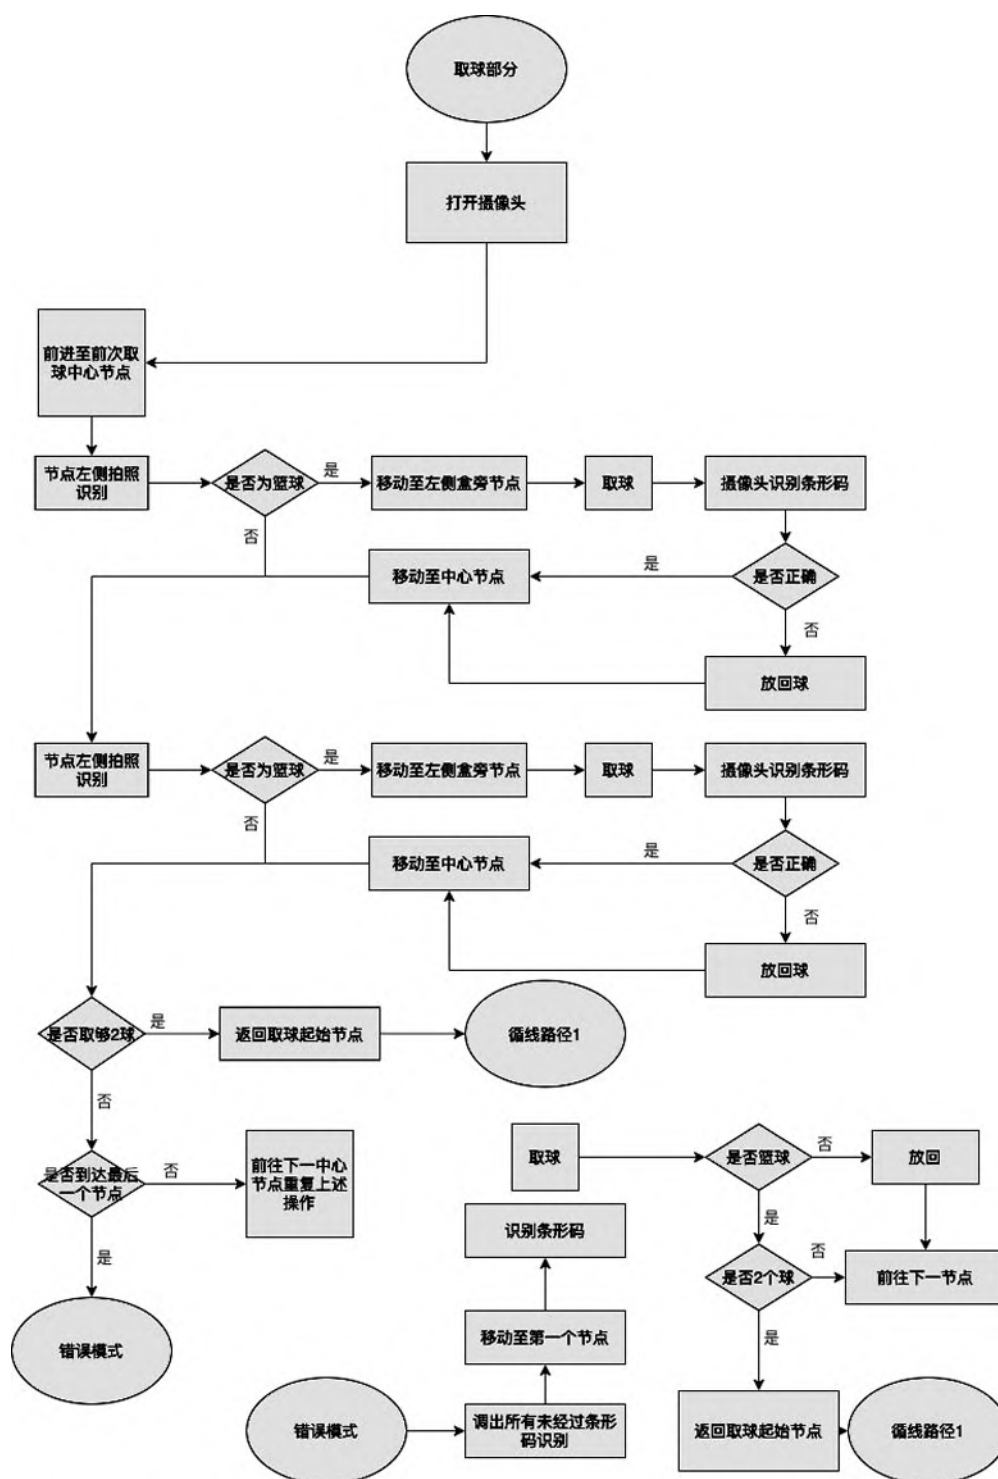 取球部分
打开摄像头
前进至前次取
球中心节点
节点左侧拍照
识别
是否为篮球
是
移动至左侧盒旁节点
取球
摄像头识别条形码
否
移动至中心节点
是
是否正确
否
放回球
节点左侧拍照
识别
是否为篮球
是
移动至左侧盒旁节点
取球
摄像头识别条形码
否
移动至中心节点
是
是否正确
否
放回球
是否取够2球
是
返回取球起始节点
循线路径1
否
是否到达最后
一个节点
否
前往下一中心
节点重复上述
操作
是
错误模式
取球
是否篮球
否
放回
是
识别条形码
是否2个球
否
前往下一节点
移动至第一个节点
是
错误模式
调出所有未经过条形
码识别
返回取球起始节点
循线路径1